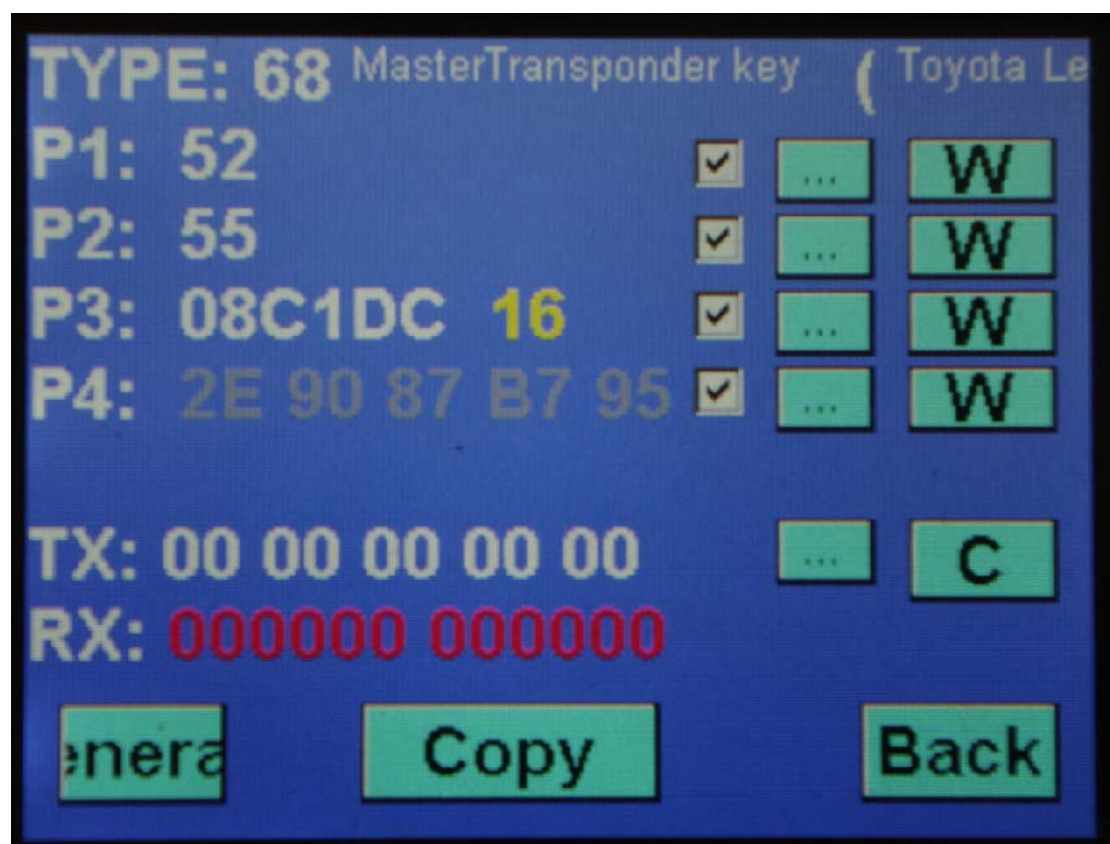 TYPE: 68 MasterTransponder key ( Toyota Le
P1: 52 ... W
P2: 55 ... W
P3: 08C1DC 16 ... W
P4: 2E 90 87 B7 95 ... W
TX: 00 00 00 00 00 ... C
RX: 000000 000000
enera Copy Back